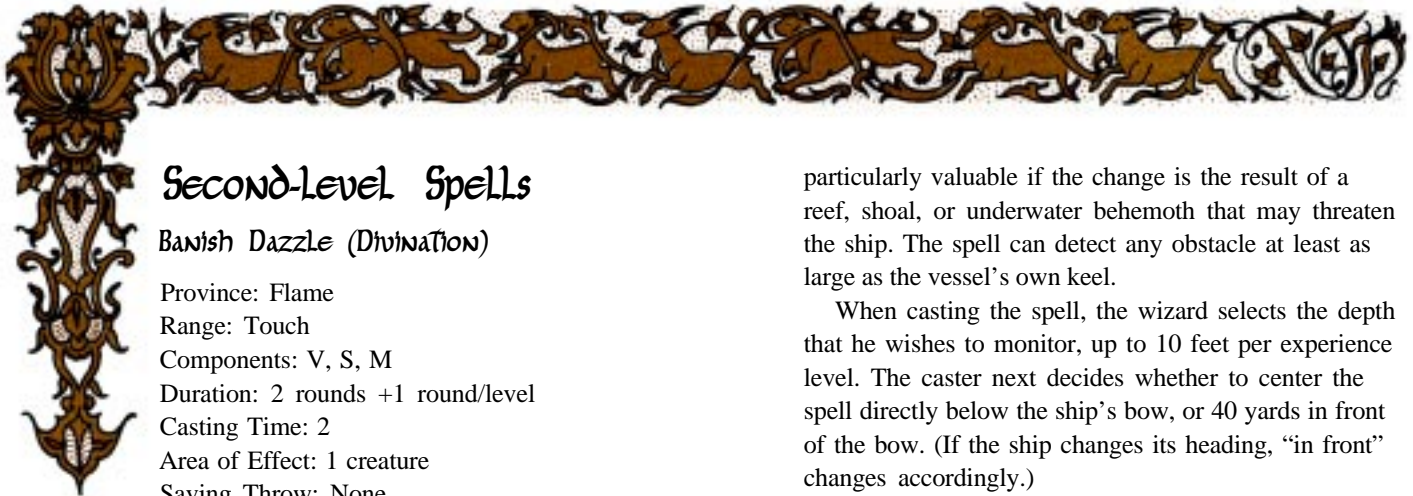 Second-Level Spells
Banish Dazzle (Divination)
Province: Flame
Range: Touch
Components: V, S, M
Duration: 2 rounds +1 round/level
Casting Time: 2
Area of Effect: 1 creature
Saving Throw: None
particularly valuable if the change is the result of a
reef, shoal, or underwater behemoth that may threaten
the ship. The spell can detect any obstacle at least as
large as the vessel’s own keel.
When casting the spell, the wizard selects the depth
that he wishes to monitor, up to 10 feet per experience
level. The caster next decides whether to center the
spell directly below the ship’s bow, or 40 yards in front
of the bow. (If the ship changes its heading, “in front”
changes accordingly.)